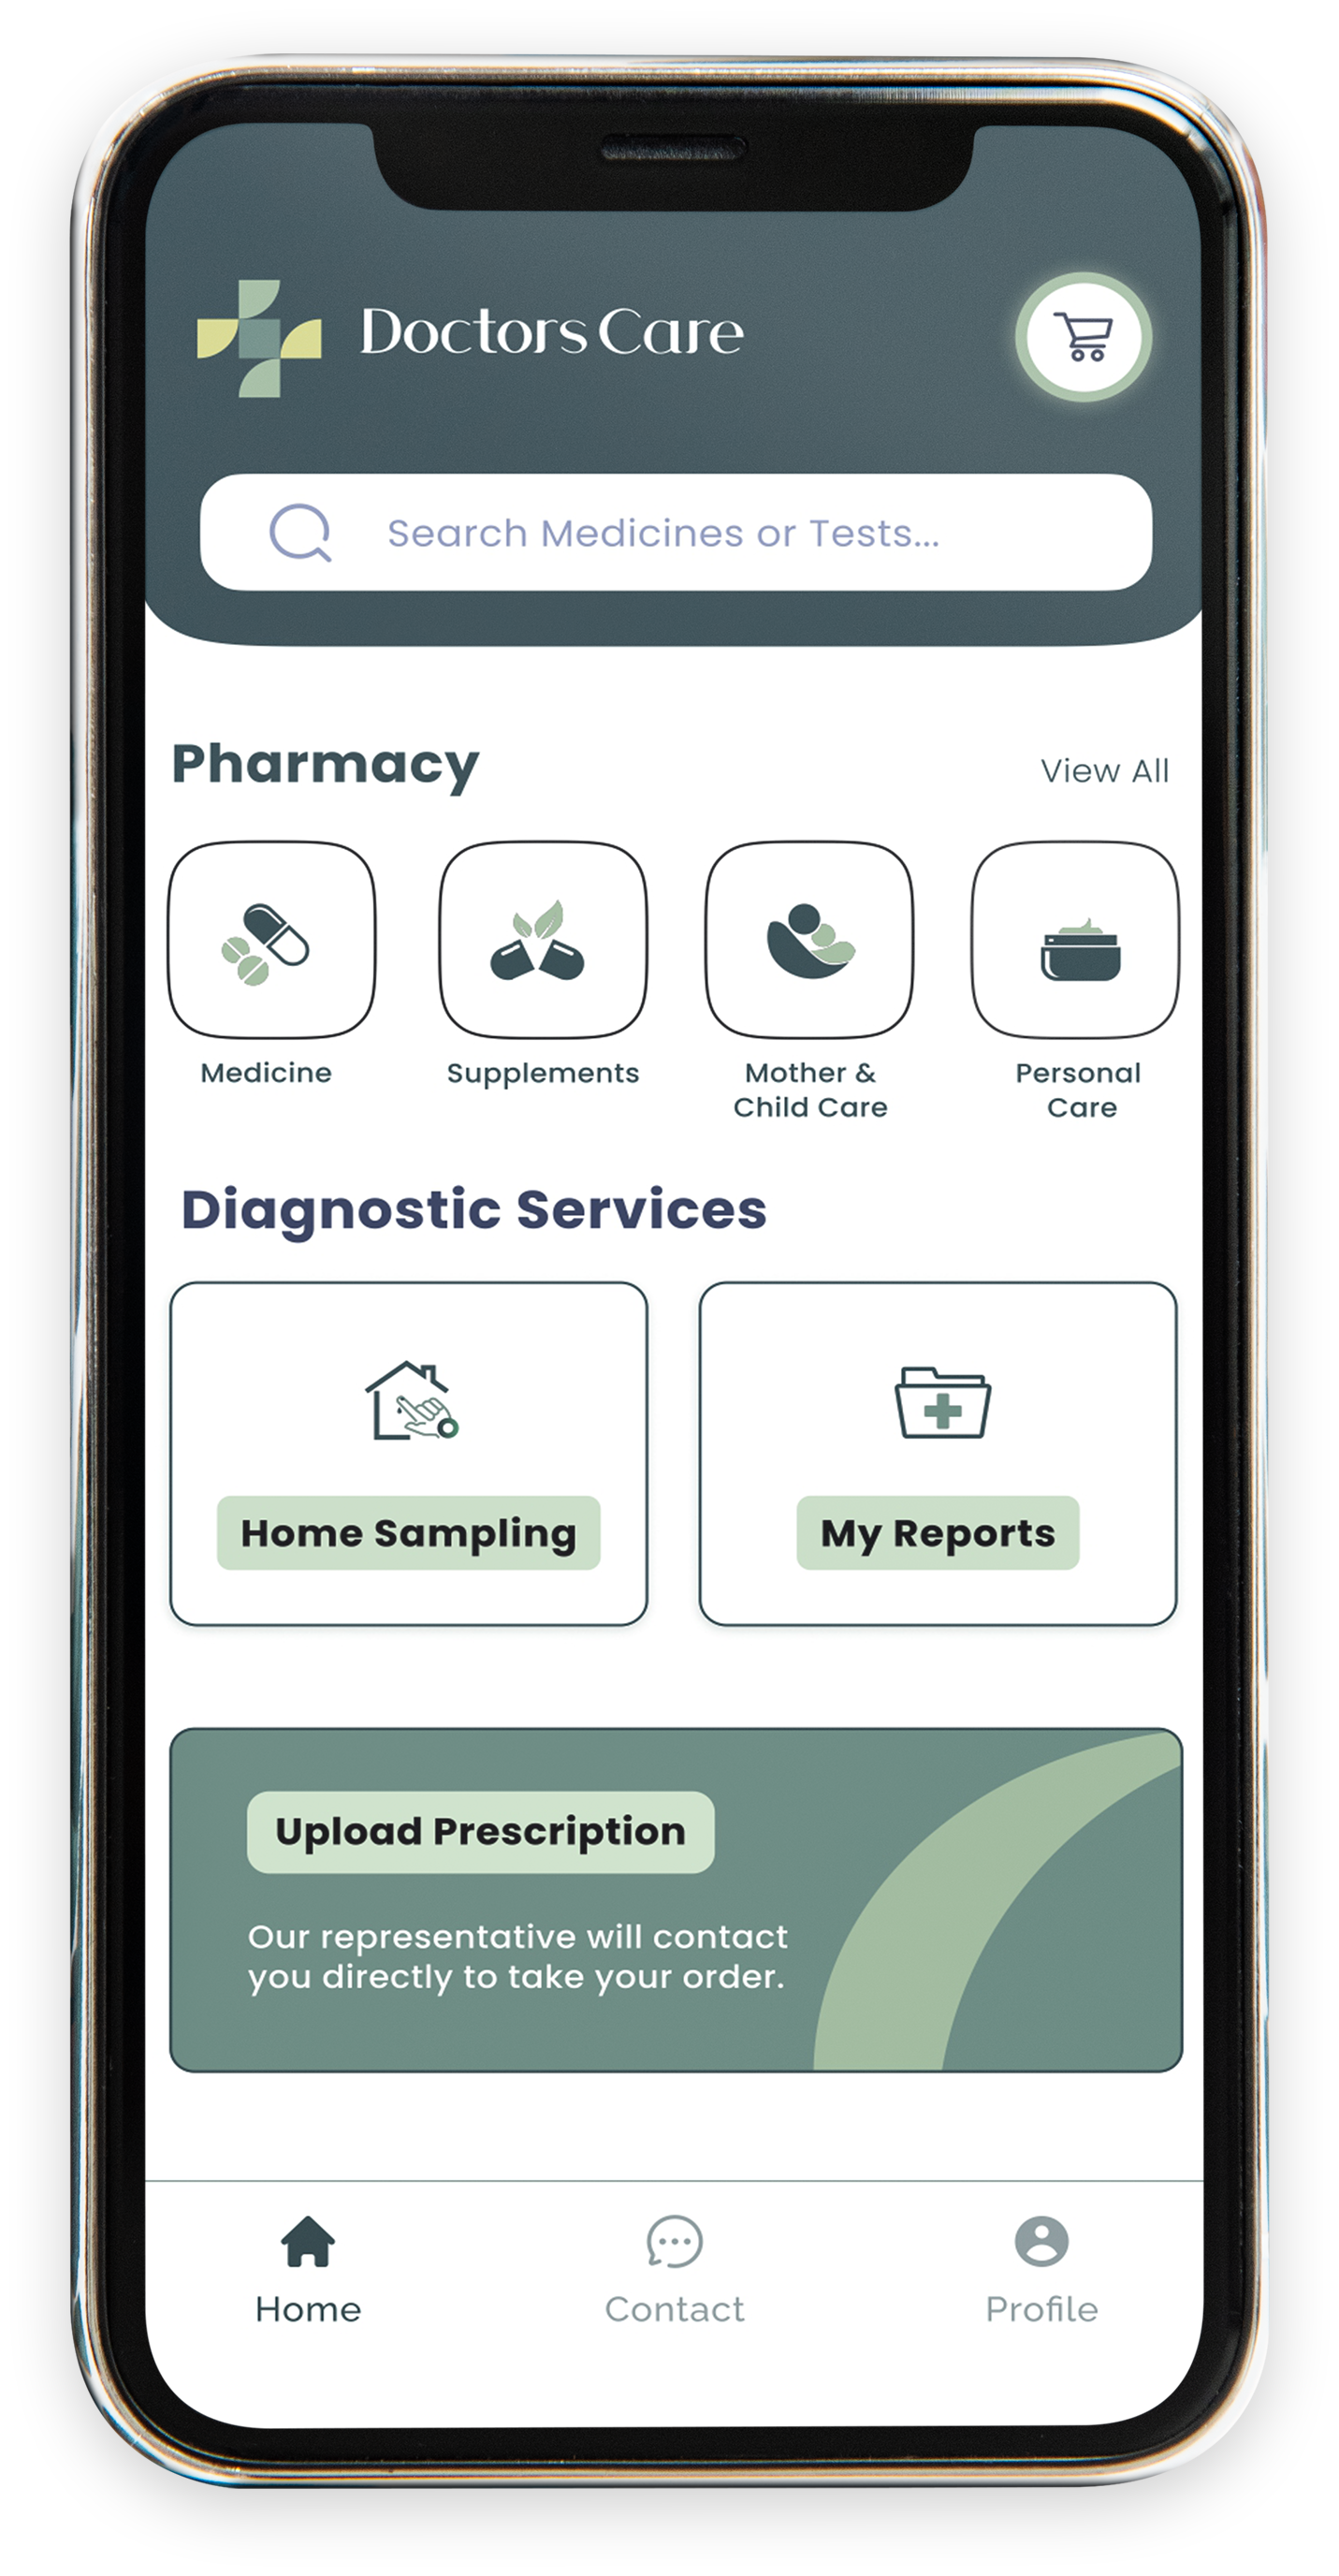 Doctors Care
Search Medicines or Tests...
Pharmacy
View All
Medicine
Supplements
Mother &
Child Care
Personal
Care
Diagnostic Services
Home Sampling
My Reports
Upload Prescription
Our representative will contact
you directly to take your order.
Home
Contact
Profile